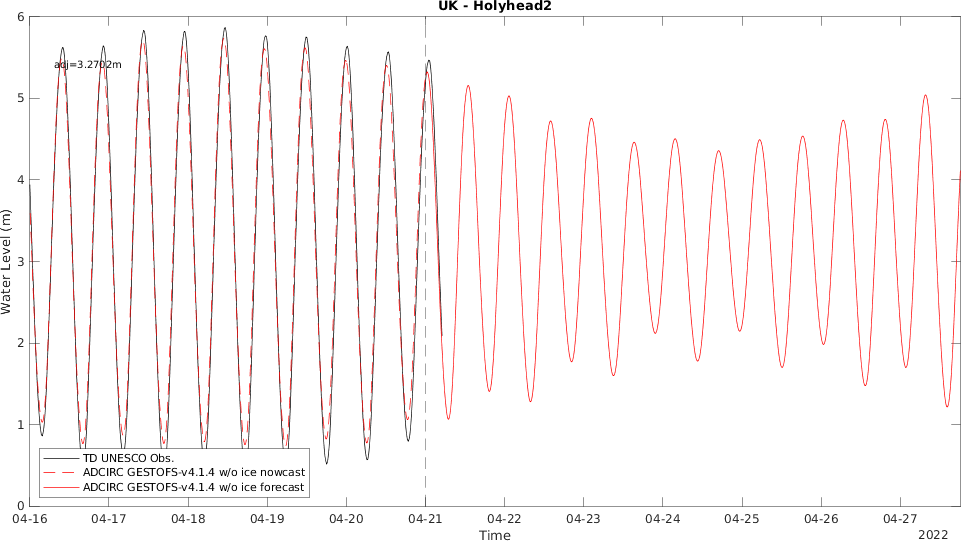 UK - Holyhead2
6
adj=3.2702m
5
4
3
2
1
0
Water Level (m)
TD UNESCO Obs.
ADCIRC GESTOFS-v4.1.4 w/o ice nowcast
ADCIRC GESTOFS-v4.1.4 w/o ice forecast
04-16 04-17 04-18 04-19 04-20 04-21 04-22 04-23 04-24 04-25 04-26 04-27
Time
2022